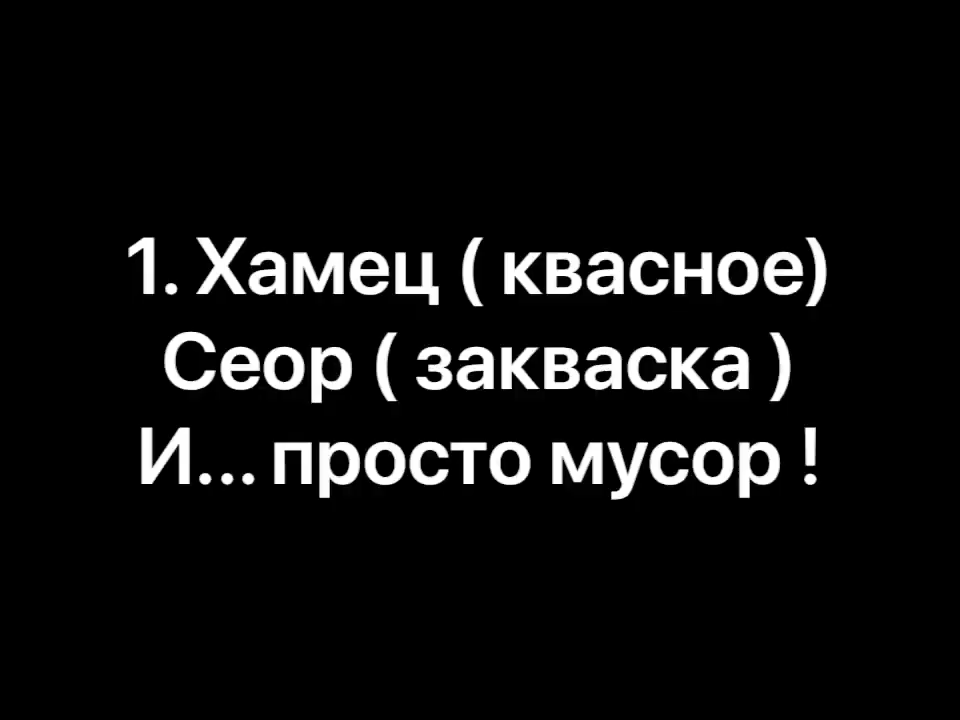 1. Хамец ( квасное)
Сеор ( закваска )
И... просто мусор !